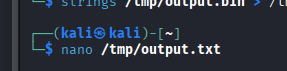 └─$ strings /tmp/output.bin > /t
┌──(kali㉿kali)-[~]
└─$ nano /tmp/output.txt